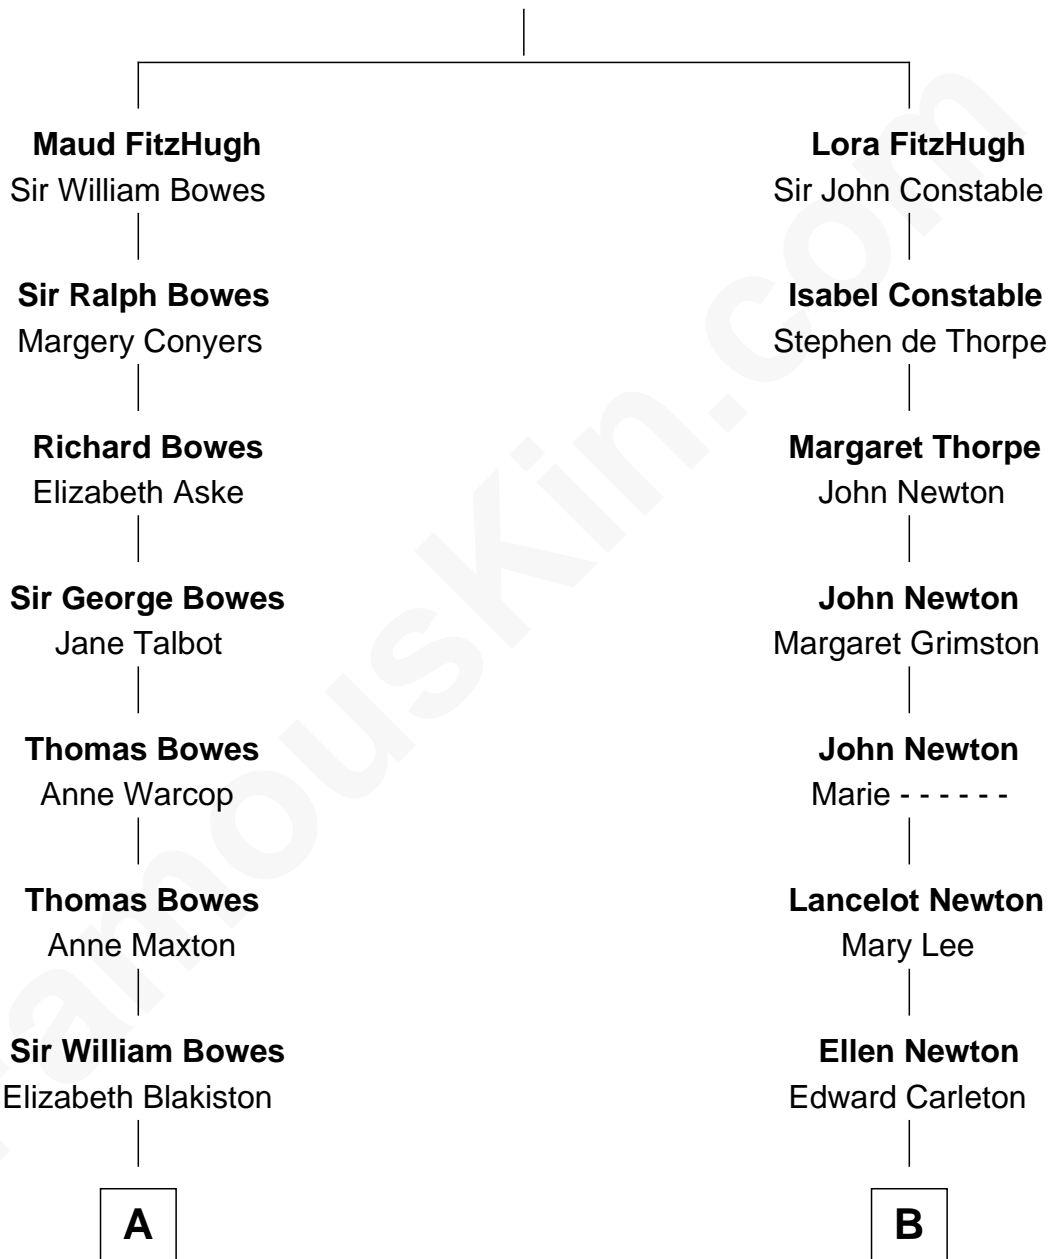 Maud FitzHugh
Sir William Bowes
Sir Ralph Bowes
Margery Conyers
Richard Bowes
Elizabeth Aske
Sir George Bowes
Jane Talbot
Thomas Bowes
Anne Warcop
Thomas Bowes
Anne Maxton
Sir William Bowes
Elizabeth Blakiston
A
Lora FitzHugh
Sir John Constable
Isabel Constable
Stephen de Thorpe
Margaret Thorpe
John Newton
John Newton
Margaret Grimston
John Newton
Marie - - - - - -
Lancelot Newton
Mary Lee
Ellen Newton
Edward Carleton
B
FamousKin.com